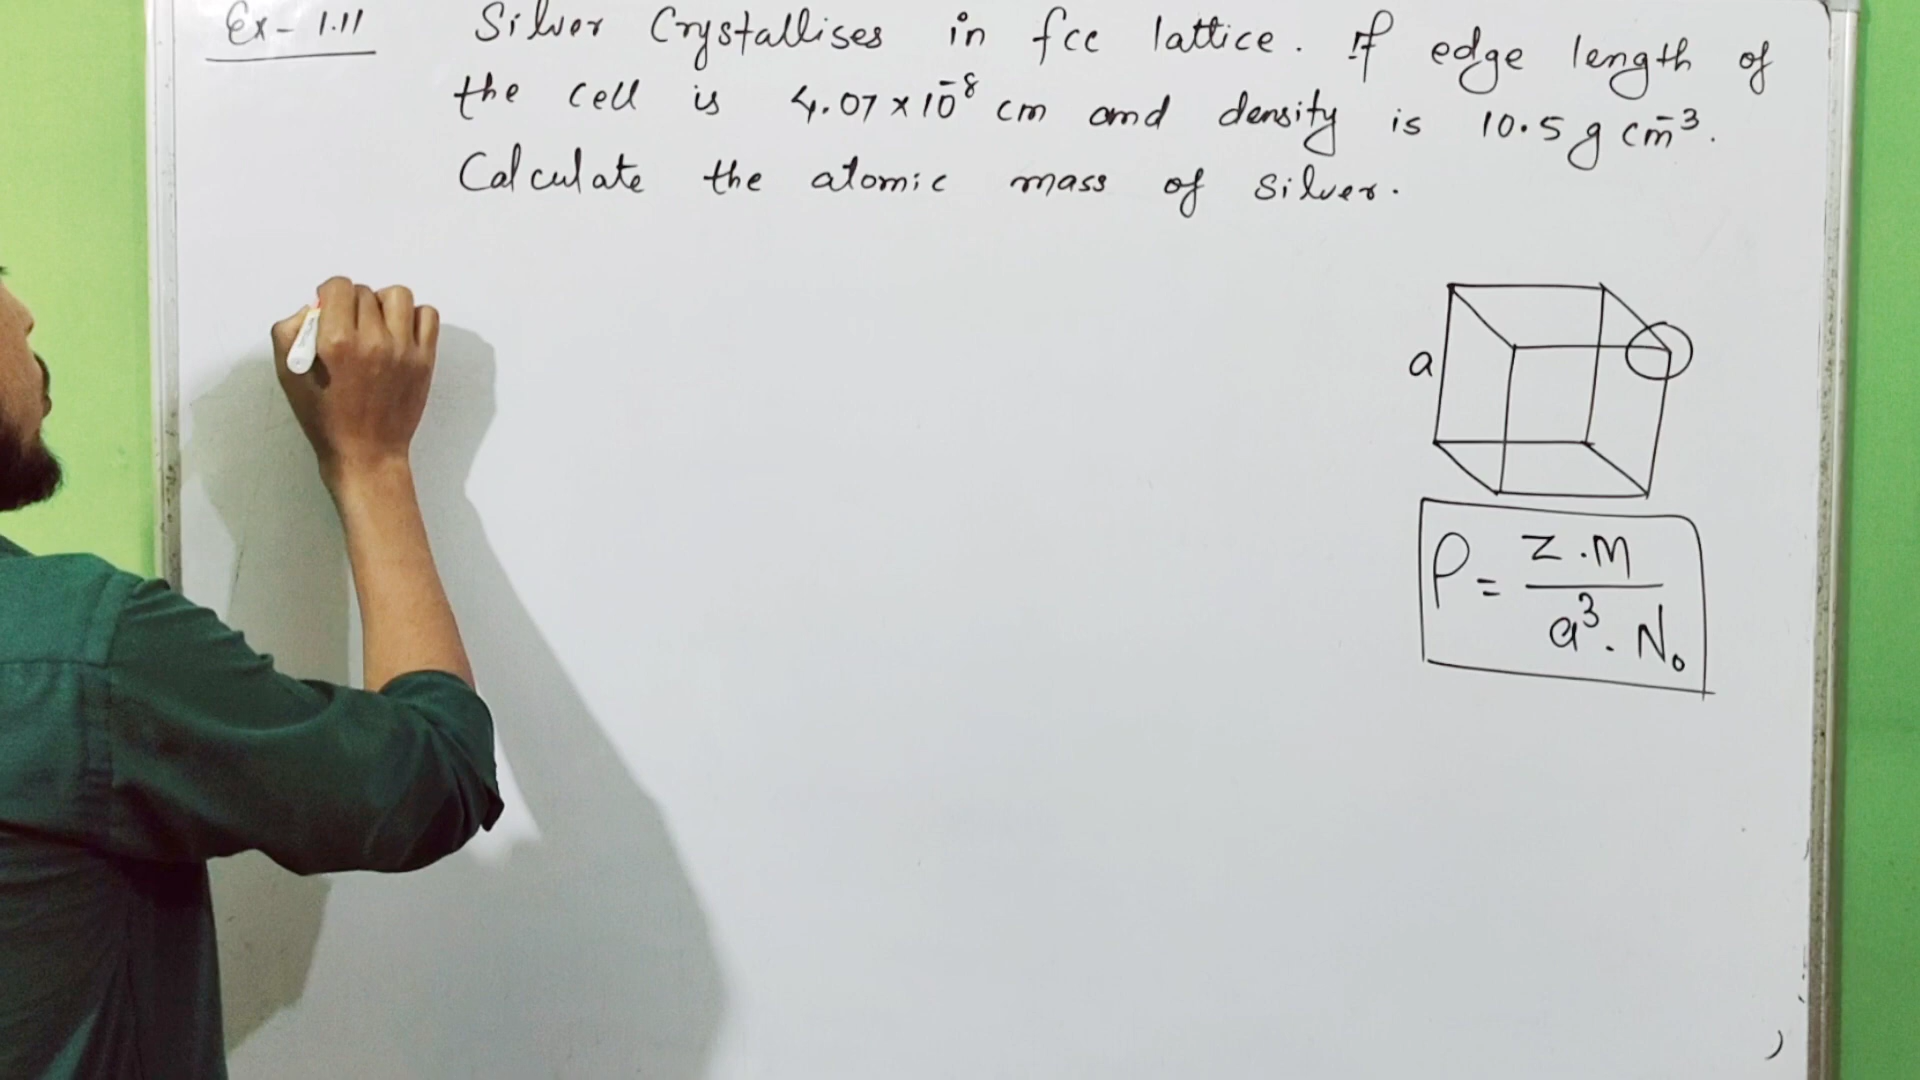 Ex - 1.11 Silver Crystallises in fcc lattice. If edge length of
the cell is 4.07 × 10⁻⁸ cm and density is 10.5 g cm⁻³.
Calculate the atomic mass of silver.
a
ρ = z . M / a³ . N₀